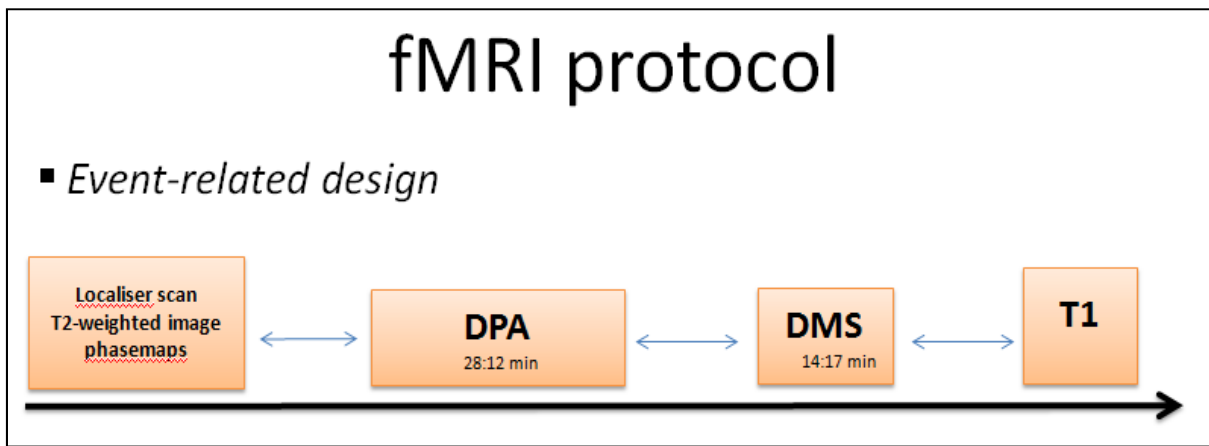 fMRI protocol
▪ Event-related design
Localiser scan
T2-weighted image
phasemaps
DPA
28:12 min
DMS
14:17 min
T1